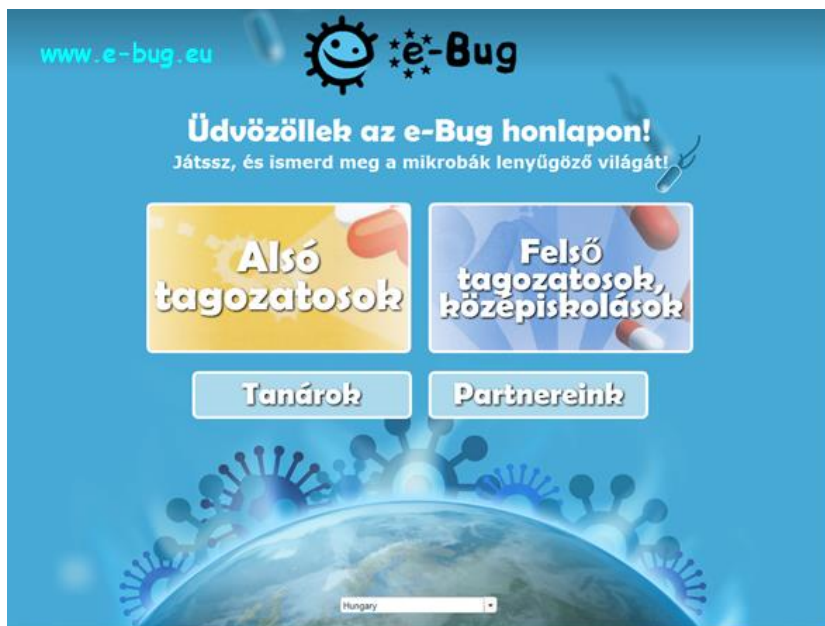 www.e-bug.eu
e-Bug
Üdvözöllek az e-Bug honlapon!
Játssz, és ismerd meg a mikrobák lenyűgöző világát!
Alsó
tagozatosok
Felső
tagozatosok,
középiskolások
Tanárok
Partnereink
Hungary